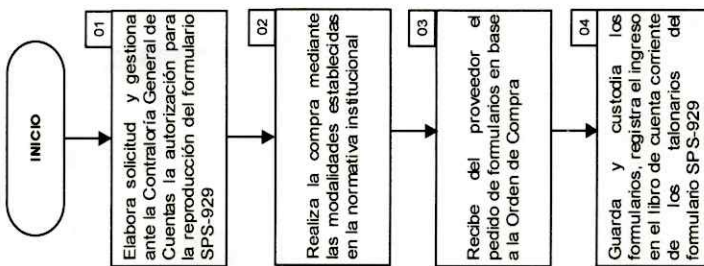 INICIO
01
Elabora solicitud y gestiona
ante la Contraloría General de
Cuentas la autorización para
la reproducción del formulario
SPS-929
02
Realiza la compra mediante
las modalidades establecidas
en la normativa institucional
03
Recibe del proveedor el
pedido de formularios en base
a la Orden de Compra
04
Guarda y custodia los
formularios, registra el ingreso
en el libro de cuenta corriente
de los talonarios del
formulario SPS-929